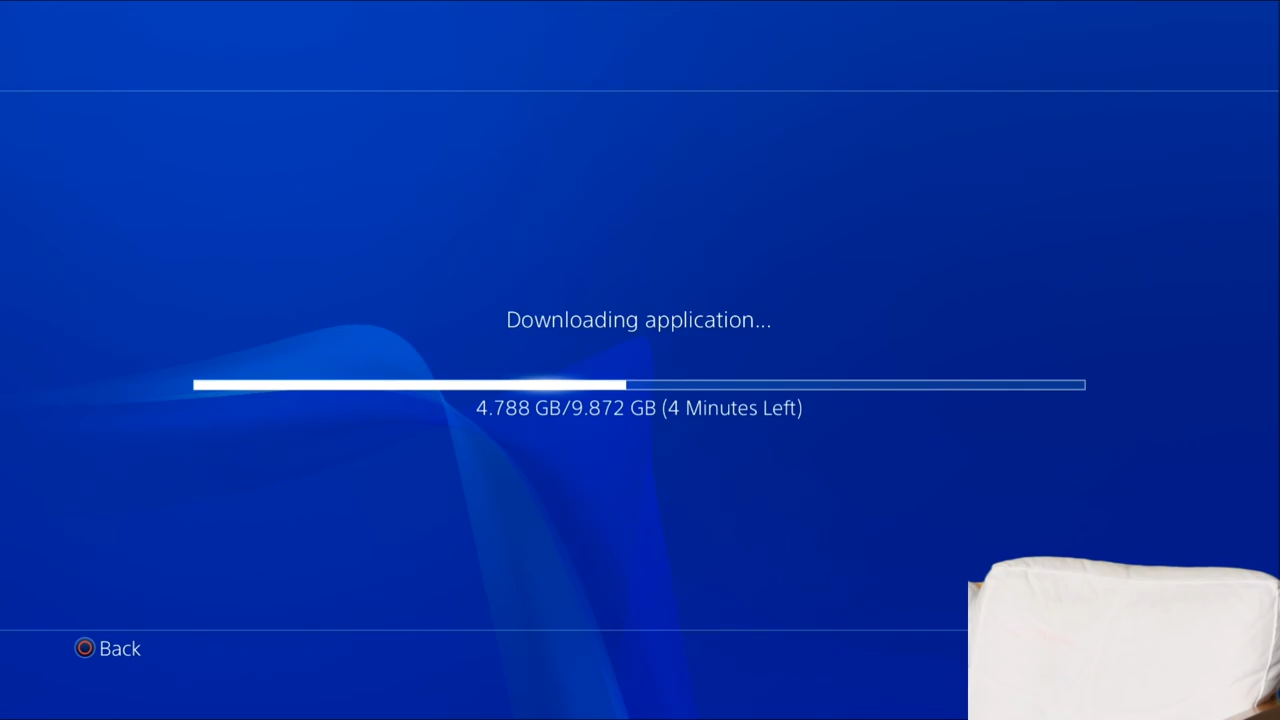 Downloading application...
4.788 GB/9.872 GB (4 Minutes Left)
Back